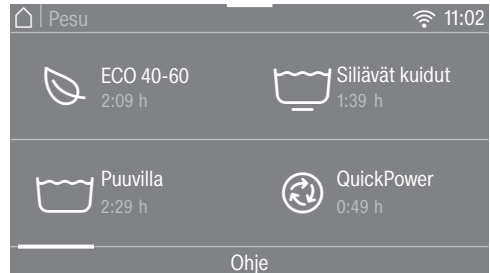 Pesu
11:02
ECO 40-60
2:09 h
Siliävät kuidut
1:39 h
Puuvilla
2:29 h
QuickPower
0:49 h
Ohje